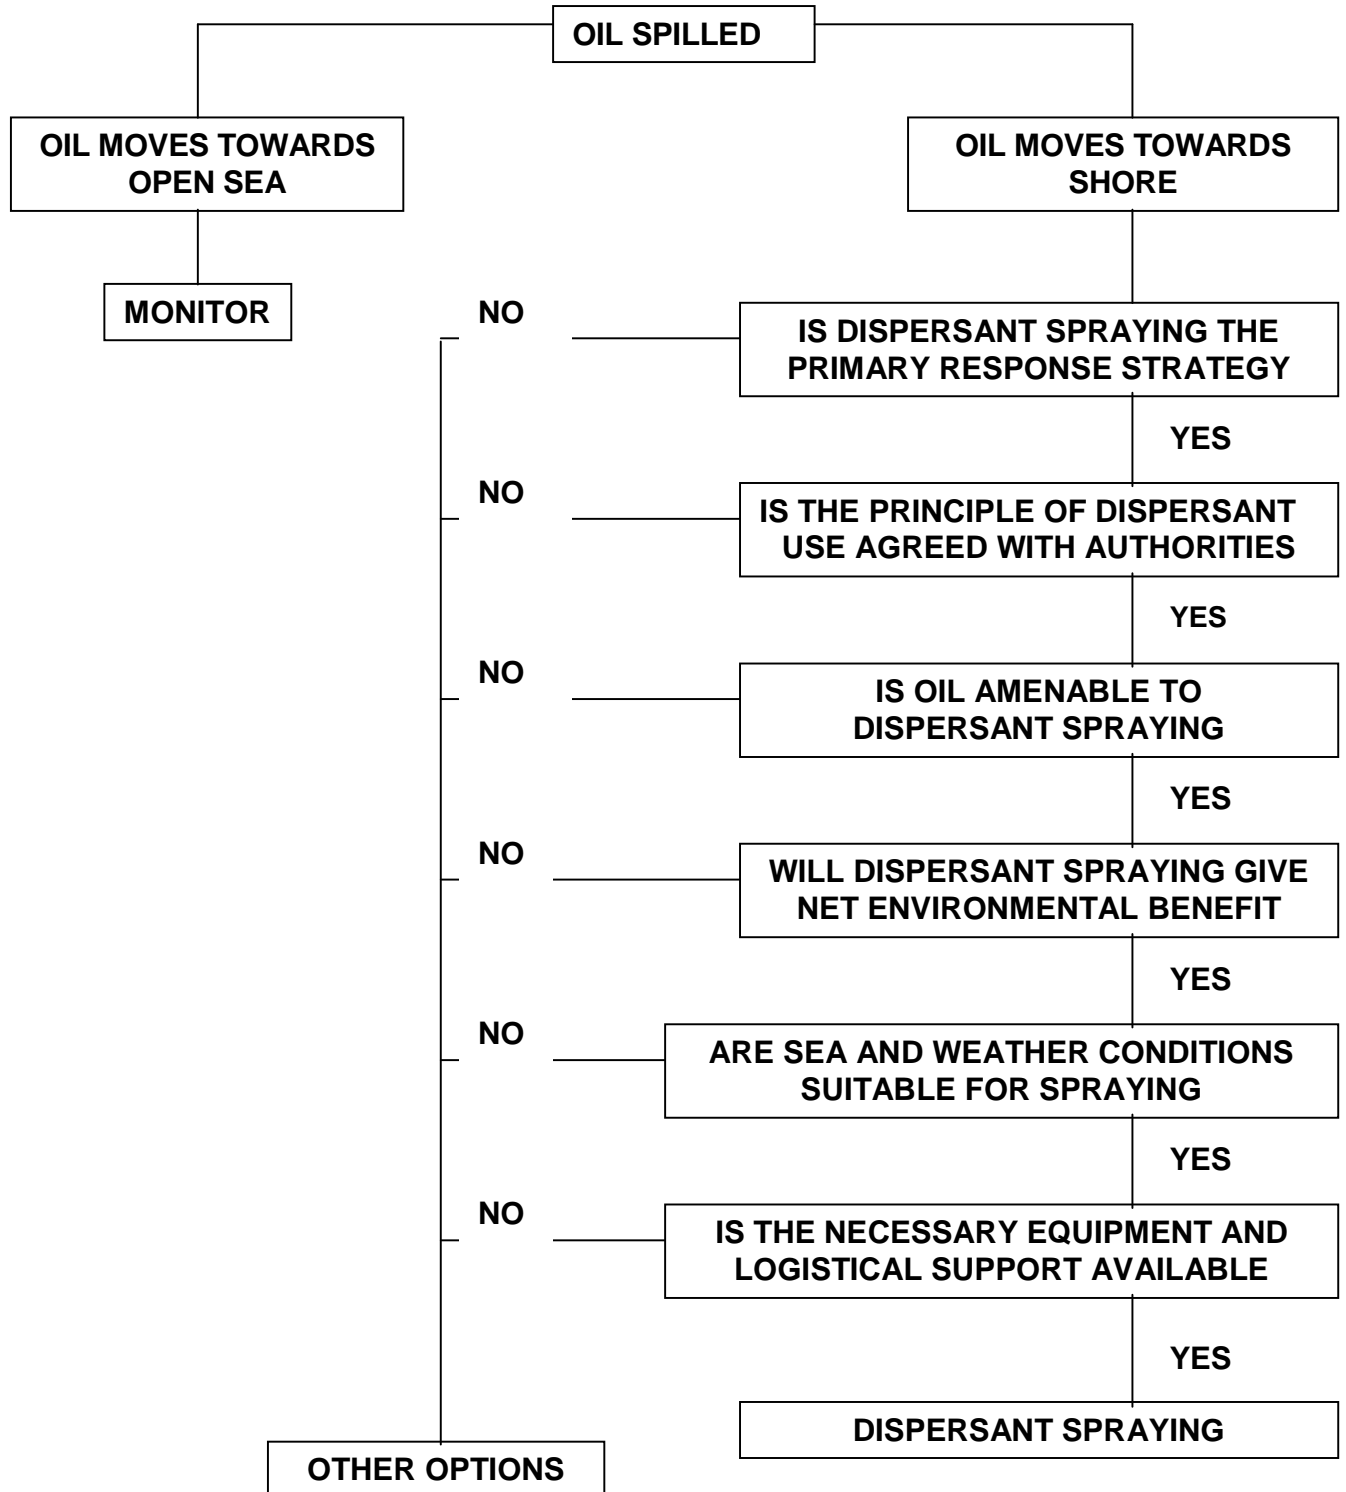 OIL SPILLED
OIL MOVES TOWARDS
OPEN SEA
OIL MOVES TOWARDS
SHORE
MONITOR
NO
IS DISPERSANT SPRAYING THE
PRIMARY RESPONSE STRATEGY
YES
NO
IS THE PRINCIPLE OF DISPERSANT
USE AGREED WITH AUTHORITIES
YES
NO
IS OIL AMENABLE TO
DISPERSANT SPRAYING
YES
NO
WILL DISPERSANT SPRAYING GIVE
NET ENVIRONMENTAL BENEFIT
YES
NO
ARE SEA AND WEATHER CONDITIONS
SUITABLE FOR SPRAYING
YES
NO
IS THE NECESSARY EQUIPMENT AND
LOGISTICAL SUPPORT AVAILABLE
YES
DISPERSANT SPRAYING
OTHER OPTIONS